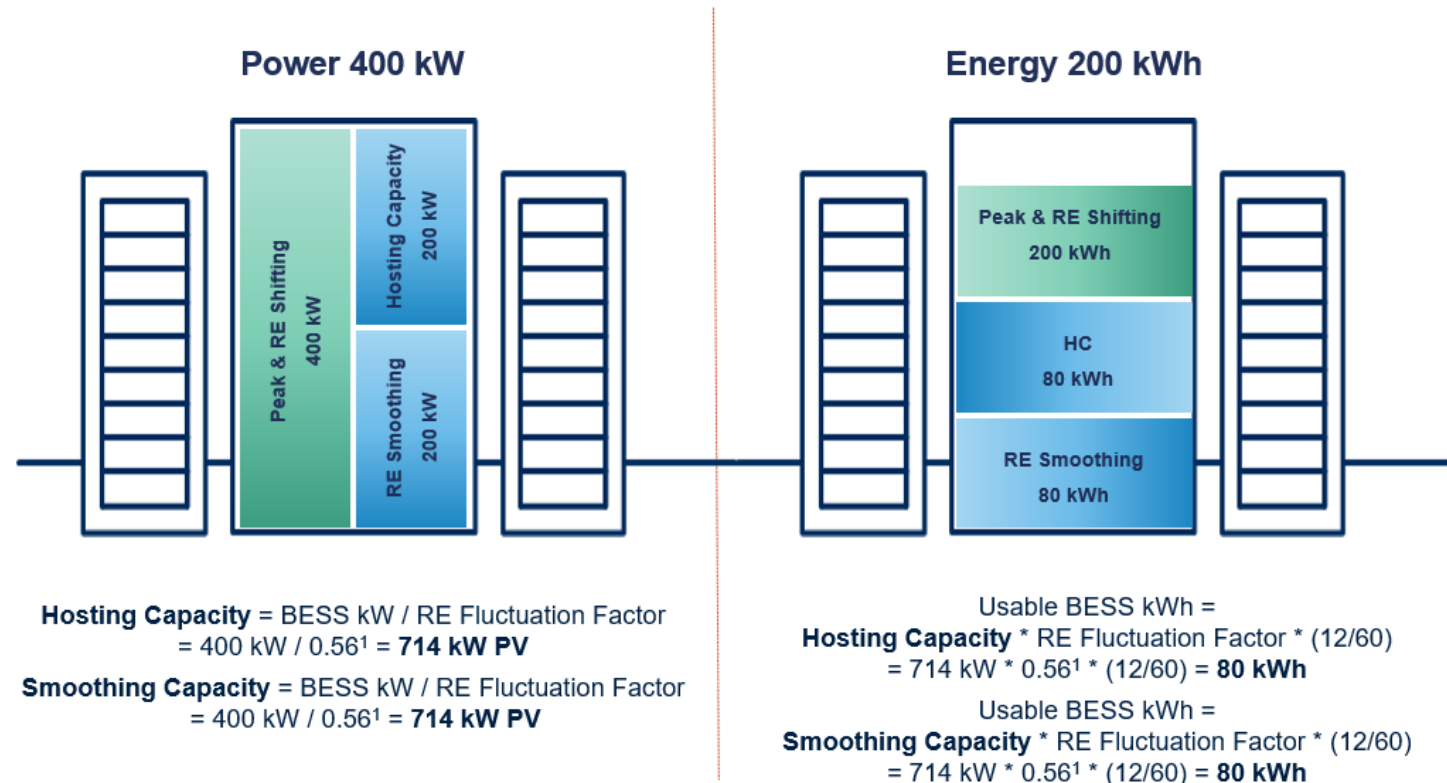 Power 400 kW
Peak & RE Shifting
400 kW
Hosting Capacity
200 kW
RE Smoothing
200 kW
Hosting Capacity = BESS kW / RE Fluctuation Factor
= 400 kW / 0.56¹ = 714 kW PV
Smoothing Capacity = BESS kW / RE Fluctuation Factor
= 400 kW / 0.56¹ = 714 kW PV
Energy 200 kWh
Peak & RE Shifting
200 kWh
HC
80 kWh
RE Smoothing
80 kWh
Usable BESS kWh =
Hosting Capacity * RE Fluctuation Factor * (12/60)
= 714 kW * 0.56¹ * (12/60) = 80 kWh
Usable BESS kWh =
Smoothing Capacity * RE Fluctuation Factor * (12/60)
= 714 kW * 0.56¹ * (12/60) = 80 kWh